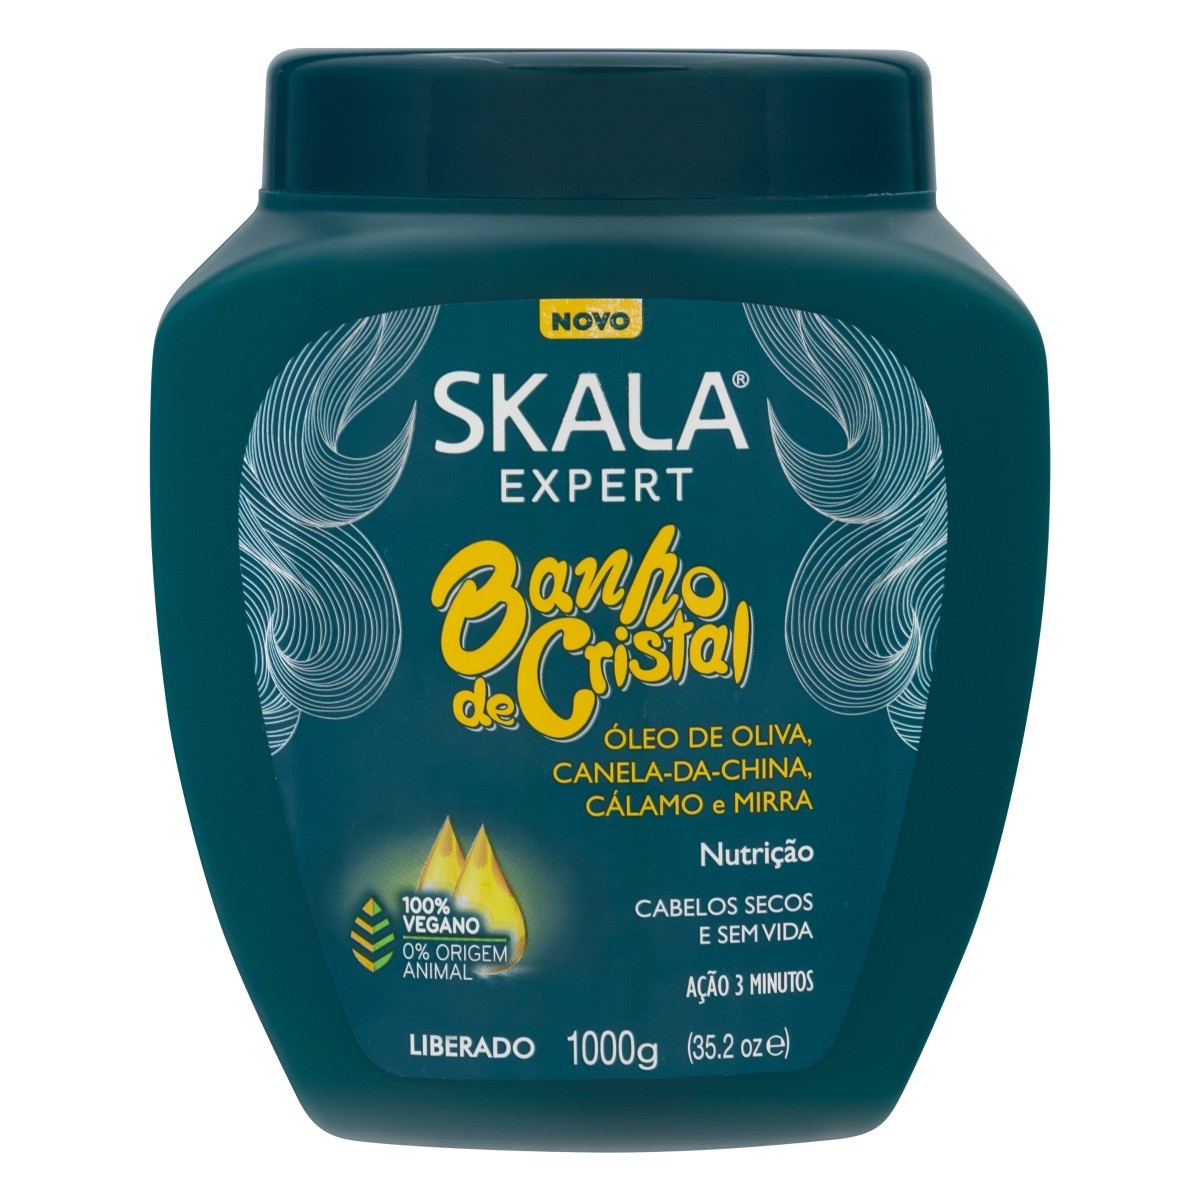 NOVO
SKALA®
EXPERT
Banho
de Cristal
ÓLEO DE OLIVA,
CANELA-DA-CHINA,
CÁLAMO e MIRRA
Nutrição
CABELOS SECOS
E SEM VIDA
AÇÃO 3 MINUTOS
100%
VEGANO
0% ORIGEM
ANIMAL
LIBERADO 1000g (35.2 oz ℮)